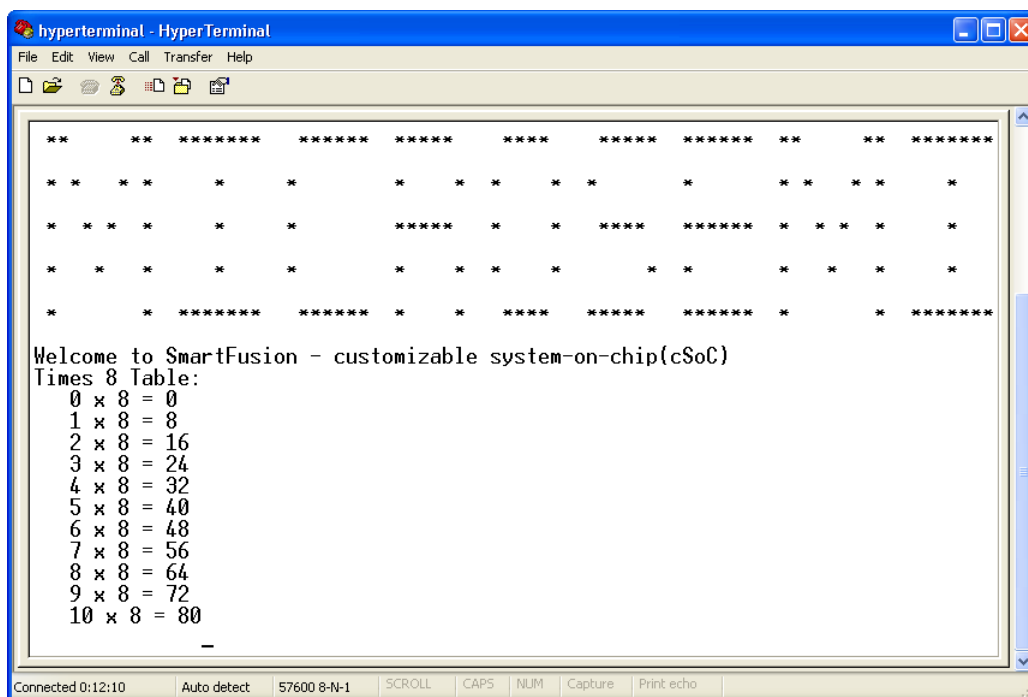 hyperterminal - HyperTerminal
File Edit View Call Transfer Help
**      **  *******   ******  *****    ****    *****  ******  **      **  *******
* *   * *     *     *        *    *  *    *  *       *       * *   * *     *
*  * *  *     *     *        *****   *    *   ****   ******  *  * *  *     *
*   *   *     *     *        *    *  *    *       *  *       *   *   *     *
*       *  *******   ******  *    *   ****   *****   ******  *       *  *******
Welcome to SmartFusion - customizable system-on-chip(cSoC)
Times 8 Table:
0 x 8 = 0
1 x 8 = 8
2 x 8 = 16
3 x 8 = 24
4 x 8 = 32
5 x 8 = 40
6 x 8 = 48
7 x 8 = 56
8 x 8 = 64
9 x 8 = 72
10 x 8 = 80
_
Connected 0:12:10 Auto detect 57600 8-N-1 SCROLL CAPS NUM Capture Print echo